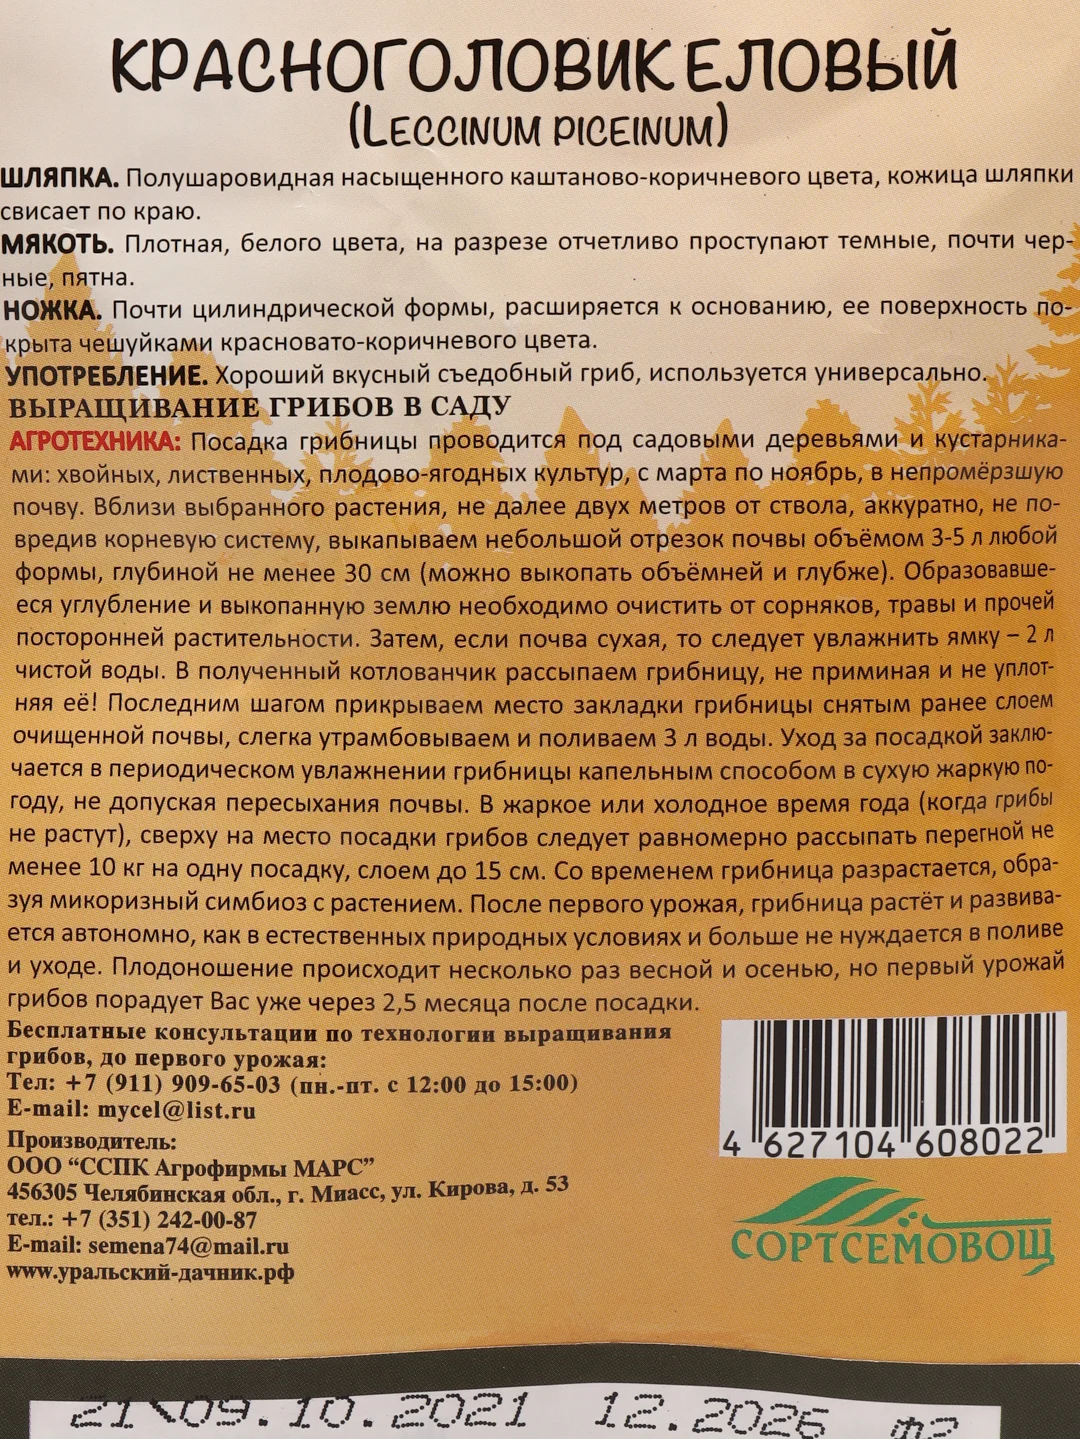 КРАСНОГОЛОВИК ЕЛОВЫЙ
(LECCINUM PICEINUM)
ШЛЯПКА. Полушаровидная насыщенного каштаново-коричневого цвета, кожица шляпки
свисает по краю.
МЯКОТЬ. Плотная, белого цвета, на разрезе отчетливо проступают темные, почти чер-
ные, пятна.
НОЖКА. Почти цилиндрической формы, расширяется к основанию, ее поверхность по-
крыта чешуйками красновато-коричневого цвета.
УПОТРЕБЛЕНИЕ. Хороший вкусный съедобный гриб, используется универсально.
ВЫРАЩИВАНИЕ ГРИБОВ В САДУ
АГРОТЕХНИКА: Посадка грибницы проводится под садовыми деревьями и кустарника-
ми: хвойных, лиственных, плодово-ягодных культур, с марта по ноябрь, в непромёрзшую
почву. Вблизи выбранного растения, не далее двух метров от ствола, аккуратно, не по-
вредив корневую систему, выкапываем небольшой отрезок почвы объёмом 3-5 л любой
формы, глубиной не менее 30 см (можно выкопать объёмней и глубже). Образовавше-
еся углубление и выкопанную землю необходимо очистить от сорняков, травы и прочей
посторонней растительности. Затем, если почва сухая, то следует увлажнить ямку – 2 л
чистой воды. В полученный котлованчик рассыпаем грибницу, не приминая и не уплот-
няя её! Последним шагом прикрываем место закладки грибницы снятым ранее слоем
очищенной почвы, слегка утрамбовываем и поливаем 3 л воды. Уход за посадкой заклю-
чается в периодическом увлажнении грибницы капельным способом в сухую жаркую по-
году, не допуская пересыхания почвы. В жаркое или холодное время года (когда грибы
не растут), сверху на место посадки грибов следует равномерно рассыпать перегной не
менее 10 кг на одну посадку, слоем до 15 см. Со временем грибница разрастается, обра-
зуя микоризный симбиоз с растением. После первого урожая, грибница растёт и развива-
ется автономно, как в естественных природных условиях и больше не нуждается в поливе
и уходе. Плодоношение происходит несколько раз весной и осенью, но первый урожай
грибов порадует Вас уже через 2,5 месяца после посадки.
Бесплатные консультации по технологии выращивания
грибов, до первого урожая:
Тел: +7 (911) 909-65-03 (пн.-пт. с 12:00 до 15:00)
E-mail: mycel@list.ru
Производитель:
ООО “ССПК Агрофирмы МАРС”
456305 Челябинская обл., г. Миасс, ул. Кирова, д. 53
тел.: +7 (351) 242-00-87
E-mail: semena74@mail.ru
www.уральский-дачник.рф
4 627104 608022
СОРТСЕМОВОЩ
21\09.10.2021 12.2026 Ф2